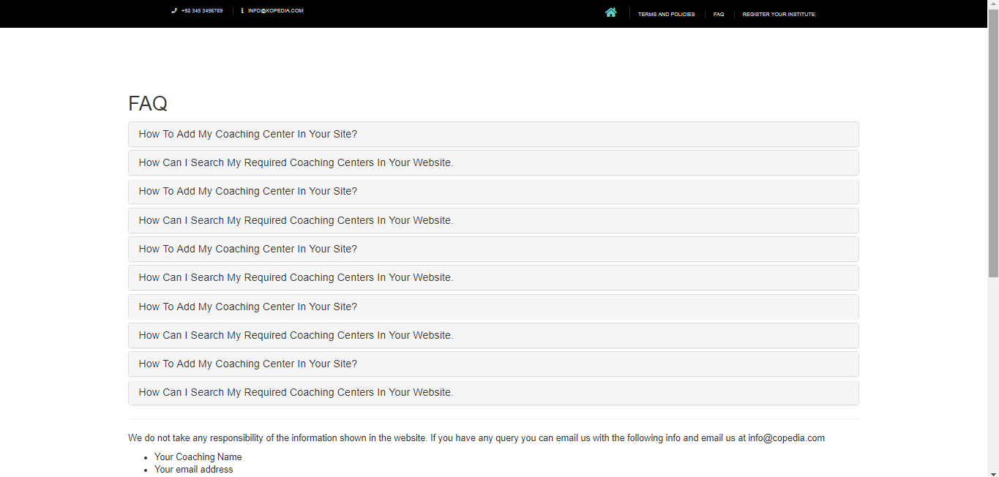 +92 345 3456789
INFO@KOPEDIA.COM
TERMS AND POLICIES
FAQ
REGISTER YOUR INSTITUTE
FAQ
How To Add My Coaching Center In Your Site?
How Can I Search My Required Coaching Centers In Your Website.
How To Add My Coaching Center In Your Site?
How Can I Search My Required Coaching Centers In Your Website.
How To Add My Coaching Center In Your Site?
How Can I Search My Required Coaching Centers In Your Website.
How To Add My Coaching Center In Your Site?
How Can I Search My Required Coaching Centers In Your Website.
How To Add My Coaching Center In Your Site?
How Can I Search My Required Coaching Centers In Your Website.
We do not take any responsibility of the information shown in the website. If you have any query you can email us with the following info and email us at info@copedia.com
Your Coaching Name
Your email address